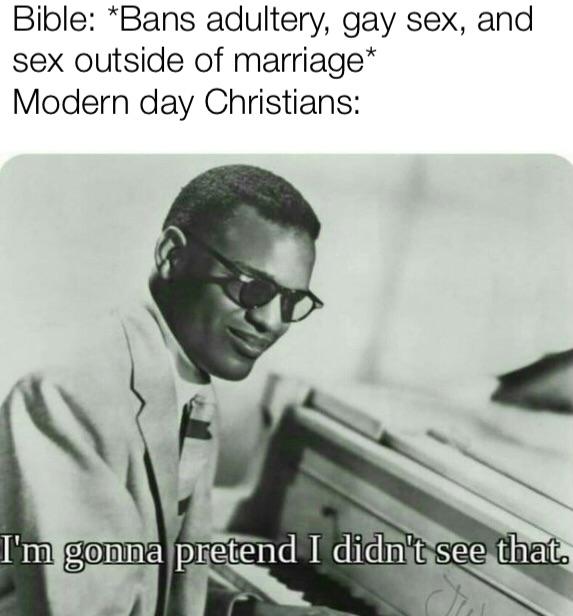 Bible: *Bans adultery, gay sex, and
sex outside of marriage*
Modern day Christians:
I'm gonna pretend I didn't see that.